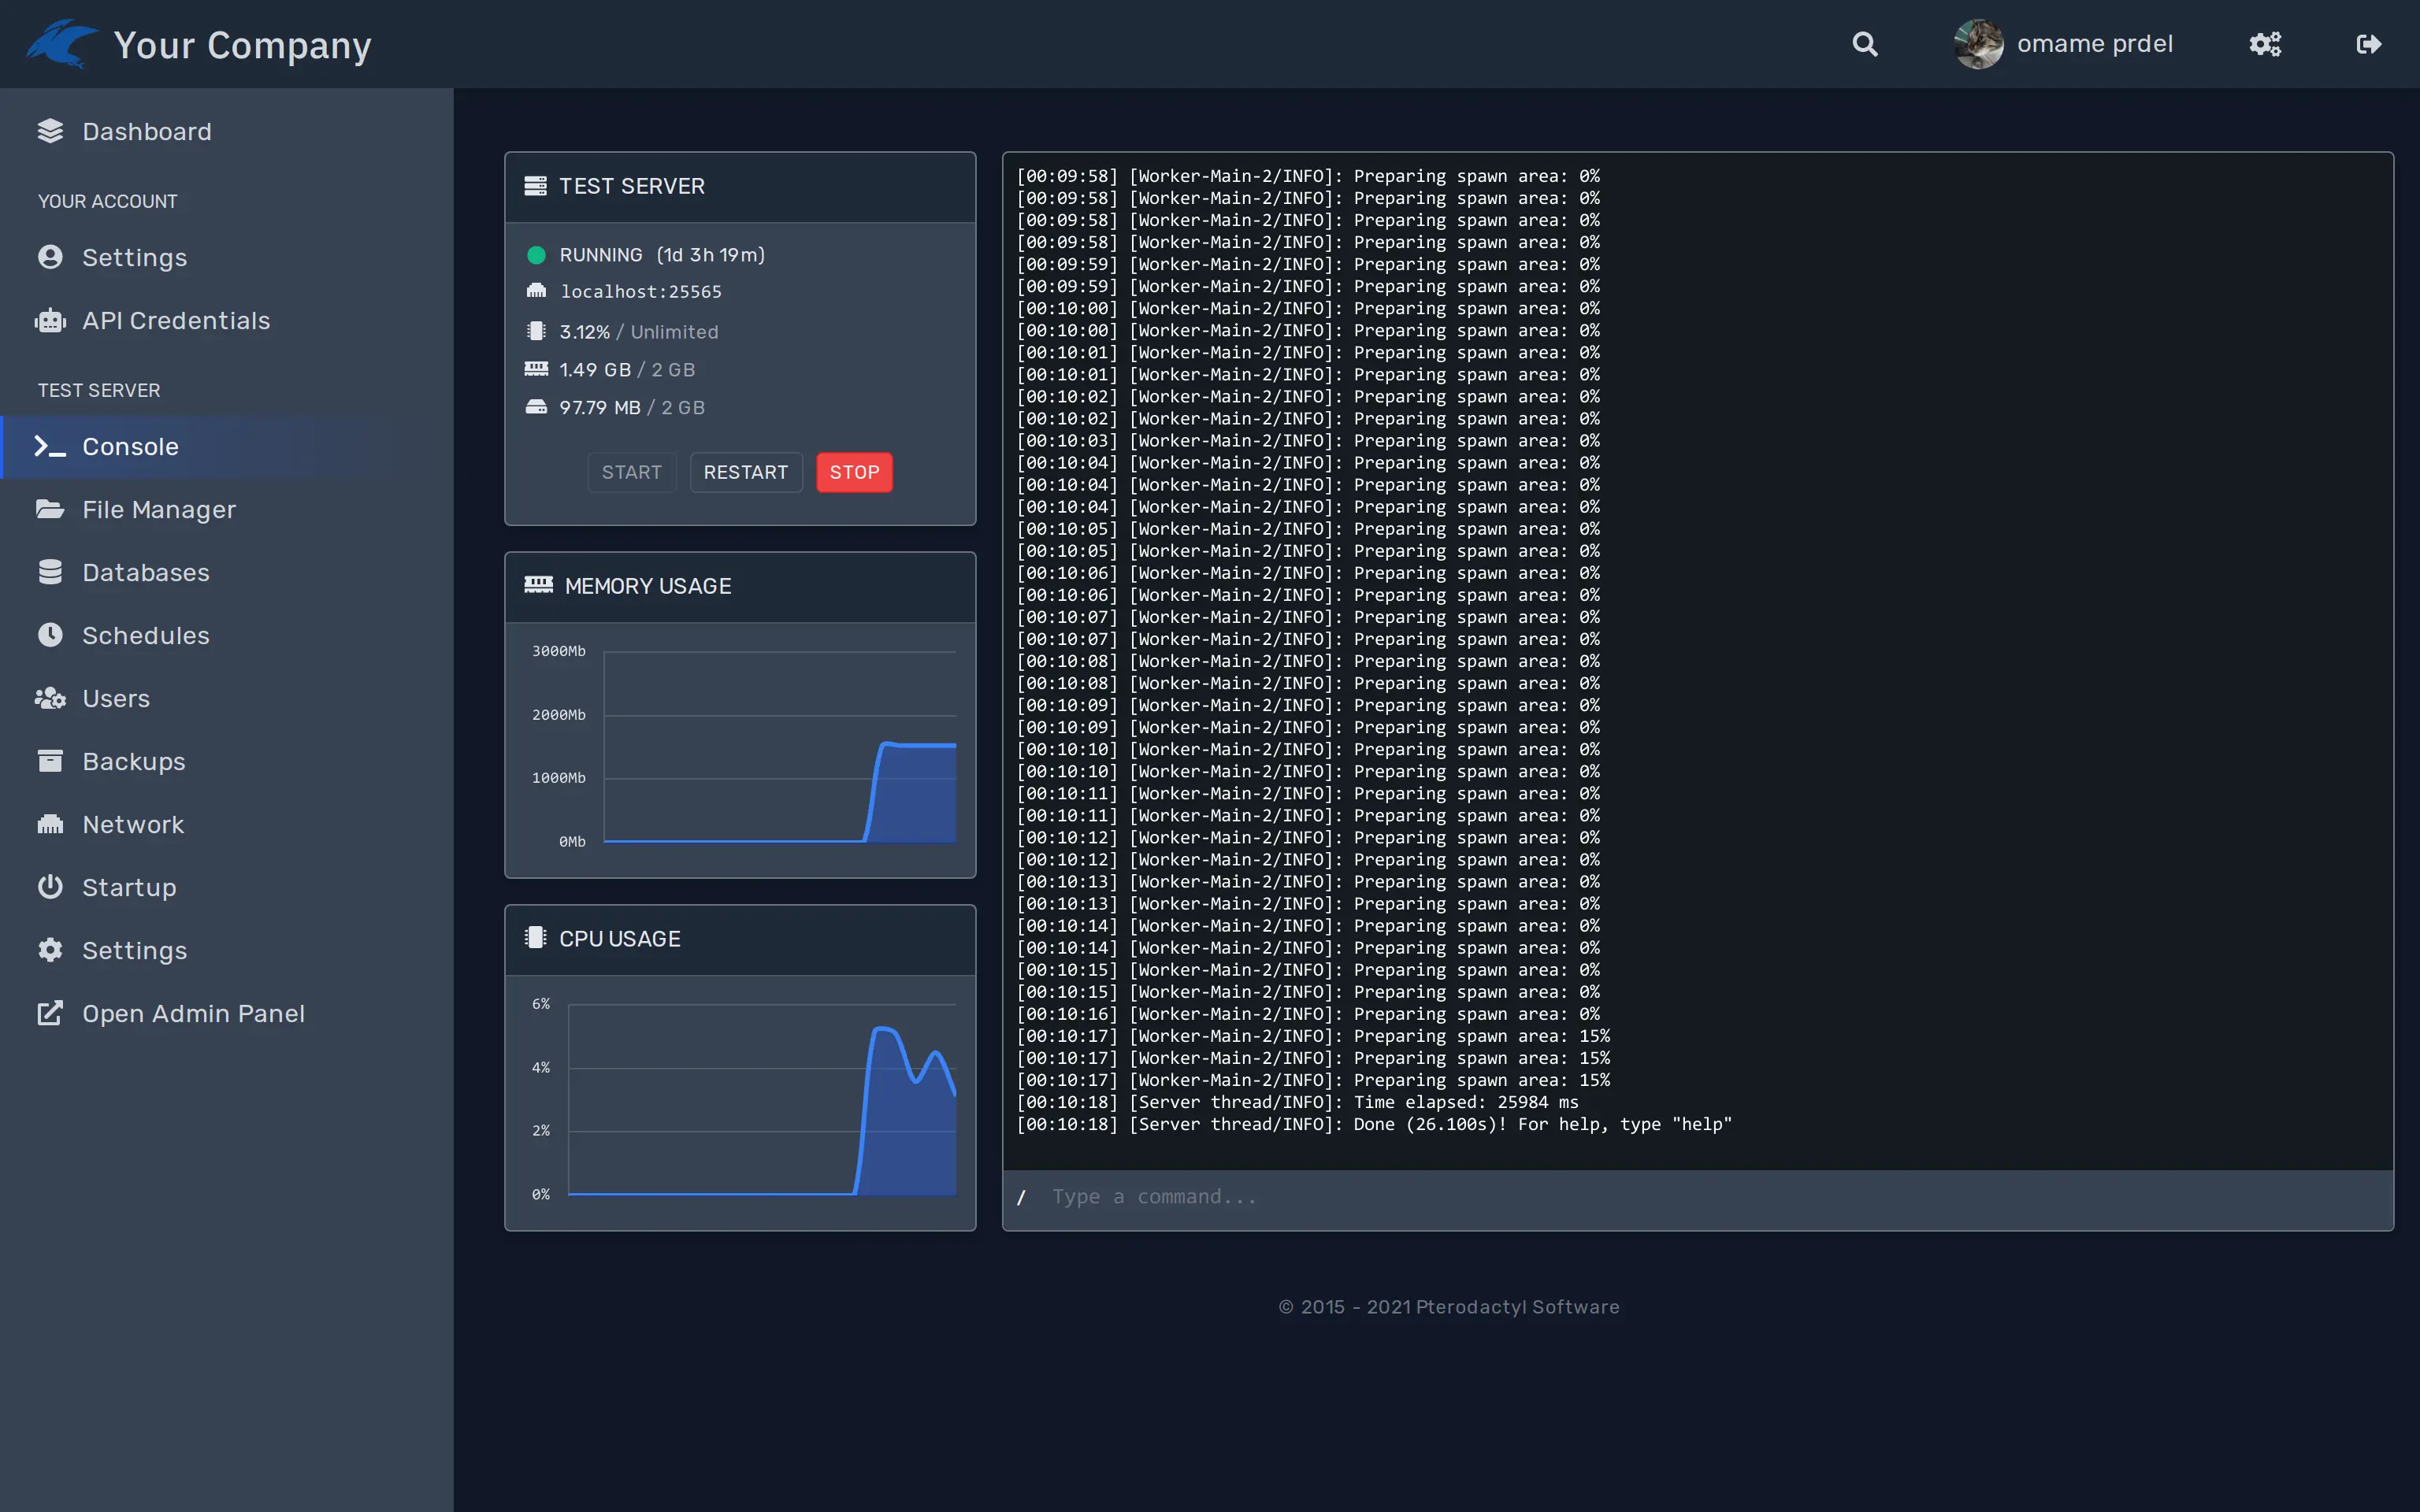 Your Company
omame prdel
Dashboard
YOUR ACCOUNT
Settings
API Credentials
TEST SERVER
Console
File Manager
Databases
Schedules
Users
Backups
Network
Startup
Settings
Open Admin Panel
TEST SERVER
RUNNING (1d 3h 19m)
localhost:25565
3.12% / Unlimited
1.49 GB / 2 GB
97.79 MB / 2 GB
START RESTART STOP
MEMORY USAGE
3000Mb
2000Mb
1000Mb
0Mb
CPU USAGE
6%
4%
2%
0%
[00:09:58] [Worker-Main-2/INFO]: Preparing spawn area: 0%
[00:09:58] [Worker-Main-2/INFO]: Preparing spawn area: 0%
[00:09:58] [Worker-Main-2/INFO]: Preparing spawn area: 0%
[00:09:58] [Worker-Main-2/INFO]: Preparing spawn area: 0%
[00:09:59] [Worker-Main-2/INFO]: Preparing spawn area: 0%
[00:09:59] [Worker-Main-2/INFO]: Preparing spawn area: 0%
[00:10:00] [Worker-Main-2/INFO]: Preparing spawn area: 0%
[00:10:00] [Worker-Main-2/INFO]: Preparing spawn area: 0%
[00:10:01] [Worker-Main-2/INFO]: Preparing spawn area: 0%
[00:10:01] [Worker-Main-2/INFO]: Preparing spawn area: 0%
[00:10:02] [Worker-Main-2/INFO]: Preparing spawn area: 0%
[00:10:02] [Worker-Main-2/INFO]: Preparing spawn area: 0%
[00:10:03] [Worker-Main-2/INFO]: Preparing spawn area: 0%
[00:10:04] [Worker-Main-2/INFO]: Preparing spawn area: 0%
[00:10:04] [Worker-Main-2/INFO]: Preparing spawn area: 0%
[00:10:04] [Worker-Main-2/INFO]: Preparing spawn area: 0%
[00:10:05] [Worker-Main-2/INFO]: Preparing spawn area: 0%
[00:10:05] [Worker-Main-2/INFO]: Preparing spawn area: 0%
[00:10:06] [Worker-Main-2/INFO]: Preparing spawn area: 0%
[00:10:06] [Worker-Main-2/INFO]: Preparing spawn area: 0%
[00:10:07] [Worker-Main-2/INFO]: Preparing spawn area: 0%
[00:10:07] [Worker-Main-2/INFO]: Preparing spawn area: 0%
[00:10:08] [Worker-Main-2/INFO]: Preparing spawn area: 0%
[00:10:08] [Worker-Main-2/INFO]: Preparing spawn area: 0%
[00:10:09] [Worker-Main-2/INFO]: Preparing spawn area: 0%
[00:10:09] [Worker-Main-2/INFO]: Preparing spawn area: 0%
[00:10:10] [Worker-Main-2/INFO]: Preparing spawn area: 0%
[00:10:10] [Worker-Main-2/INFO]: Preparing spawn area: 0%
[00:10:11] [Worker-Main-2/INFO]: Preparing spawn area: 0%
[00:10:11] [Worker-Main-2/INFO]: Preparing spawn area: 0%
[00:10:12] [Worker-Main-2/INFO]: Preparing spawn area: 0%
[00:10:12] [Worker-Main-2/INFO]: Preparing spawn area: 0%
[00:10:13] [Worker-Main-2/INFO]: Preparing spawn area: 0%
[00:10:13] [Worker-Main-2/INFO]: Preparing spawn area: 0%
[00:10:14] [Worker-Main-2/INFO]: Preparing spawn area: 0%
[00:10:14] [Worker-Main-2/INFO]: Preparing spawn area: 0%
[00:10:15] [Worker-Main-2/INFO]: Preparing spawn area: 0%
[00:10:15] [Worker-Main-2/INFO]: Preparing spawn area: 0%
[00:10:16] [Worker-Main-2/INFO]: Preparing spawn area: 0%
[00:10:17] [Worker-Main-2/INFO]: Preparing spawn area: 15%
[00:10:17] [Worker-Main-2/INFO]: Preparing spawn area: 15%
[00:10:17] [Worker-Main-2/INFO]: Preparing spawn area: 15%
[00:10:18] [Server thread/INFO]: Time elapsed: 25984 ms
[00:10:18] [Server thread/INFO]: Done (26.100s)! For help, type "help"
/ Type a command...
© 2015 - 2021 Pterodactyl Software